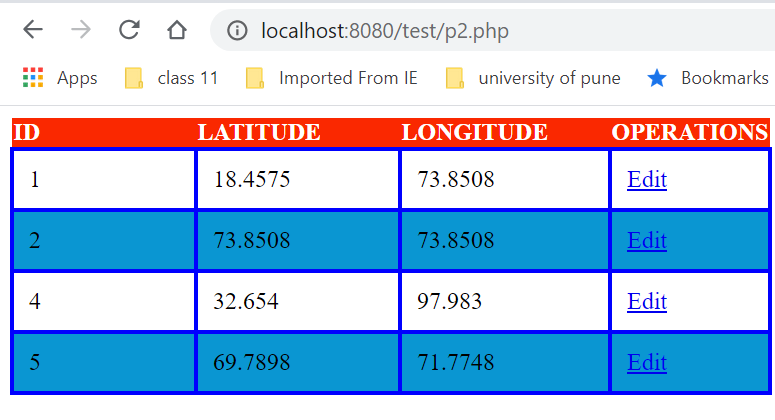 localhost:8080/test/p2.php
Apps class 11 Imported From IE university of pune Bookmarks
ID LATITUDE LONGITUDE OPERATIONS
1 18.4575 73.8508 Edit
2 73.8508 73.8508 Edit
4 32.654 97.983 Edit
5 69.7898 71.7748 Edit